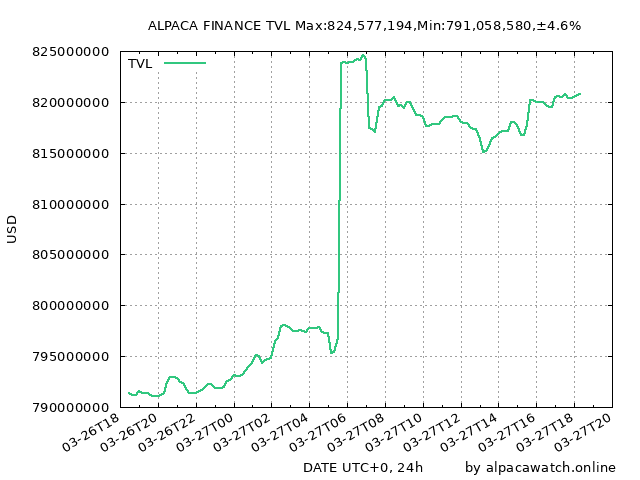 ALPACA FINANCE TVL Max:824,577,194,Min:791,058,580,±4.6%
TVL
825000000
820000000
815000000
810000000
805000000
800000000
795000000
790000000
USD
03-26T18
03-26T20
03-26T22
03-27T00
03-27T02
03-27T04
03-27T06
03-27T08
03-27T10
03-27T12
03-27T14
03-27T16
03-27T18
03-27T20
DATE UTC+0, 24h
by alpacawatch.online